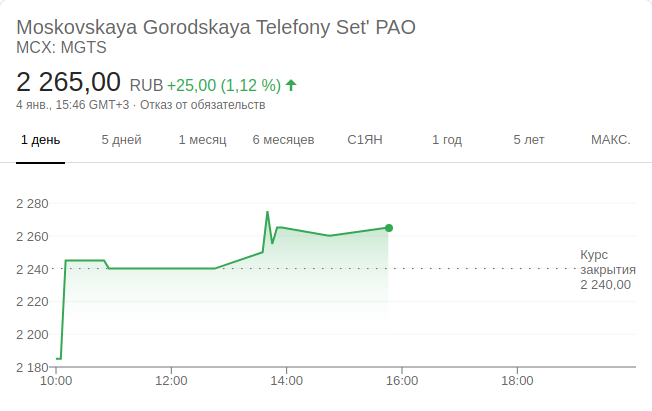 Moskovskaya Gorodskaya Telefony Set' PAO
MCX: MGTS
2 265,00 RUB +25,00 (1,12 %)
4 янв., 15:46 GMT+3 · Отказ от обязательств
1 день 5 дней 1 месяц 6 месяцев С1ЯН 1 год 5 лет МАКС.
2 280
2 260
2 240
2 220
2 200
2 180
Курс
закрытия
2 240,00
10:00 12:00 14:00 16:00 18:00